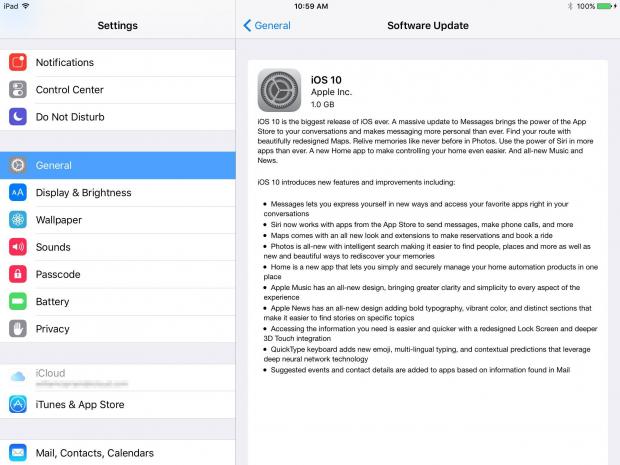 iPad
10:59 AM
100%
Settings
General
Software Update
Notifications
Control Center
Do Not Disturb
General
Display & Brightness
Wallpaper
Sounds
Passcode
Battery
Privacy
iCloud
iTunes & App Store
Mail, Contacts, Calendars
iOS 10
Apple Inc.
1.0 GB
iOS 10 is the biggest release of iOS ever. A massive update to Messages brings the power of the App
Store to your conversations and makes messaging more personal than ever. Find your route with
beautifully redesigned Maps. Relive memories like never before in Photos. Use the power of Siri in more
apps than ever. A new Home app to make controlling your home even easier. And all-new Music and
News.
iOS 10 introduces new features and improvements including:
• Messages lets you express yourself in new ways and access your favorite apps right in your
conversations
• Siri now works with apps from the App Store to send messages, make phone calls, and more
• Maps comes with an all new look and extensions to make reservations and book a ride
• Photos is all-new with intelligent search making it easier to find people, places and more as well as
new and beautiful ways to rediscover your memories
• Home is a new app that lets you simply and securely manage your home automation products in one
place
• Apple Music has an all-new design, bringing greater clarity and simplicity to every aspect of the
experience
• Apple News has an all-new design adding bold typography, vibrant color, and distinct sections that
make it easier to find stories on specific topics
• Accessing the information you need is easier and quicker with a redesigned Lock Screen and deeper
3D Touch integration
• QuickType keyboard adds new emoji, multi-lingual typing, and contextual predictions that leverage
deep neural network technology
• Suggested events and contact details are added to apps based on information found in Mail